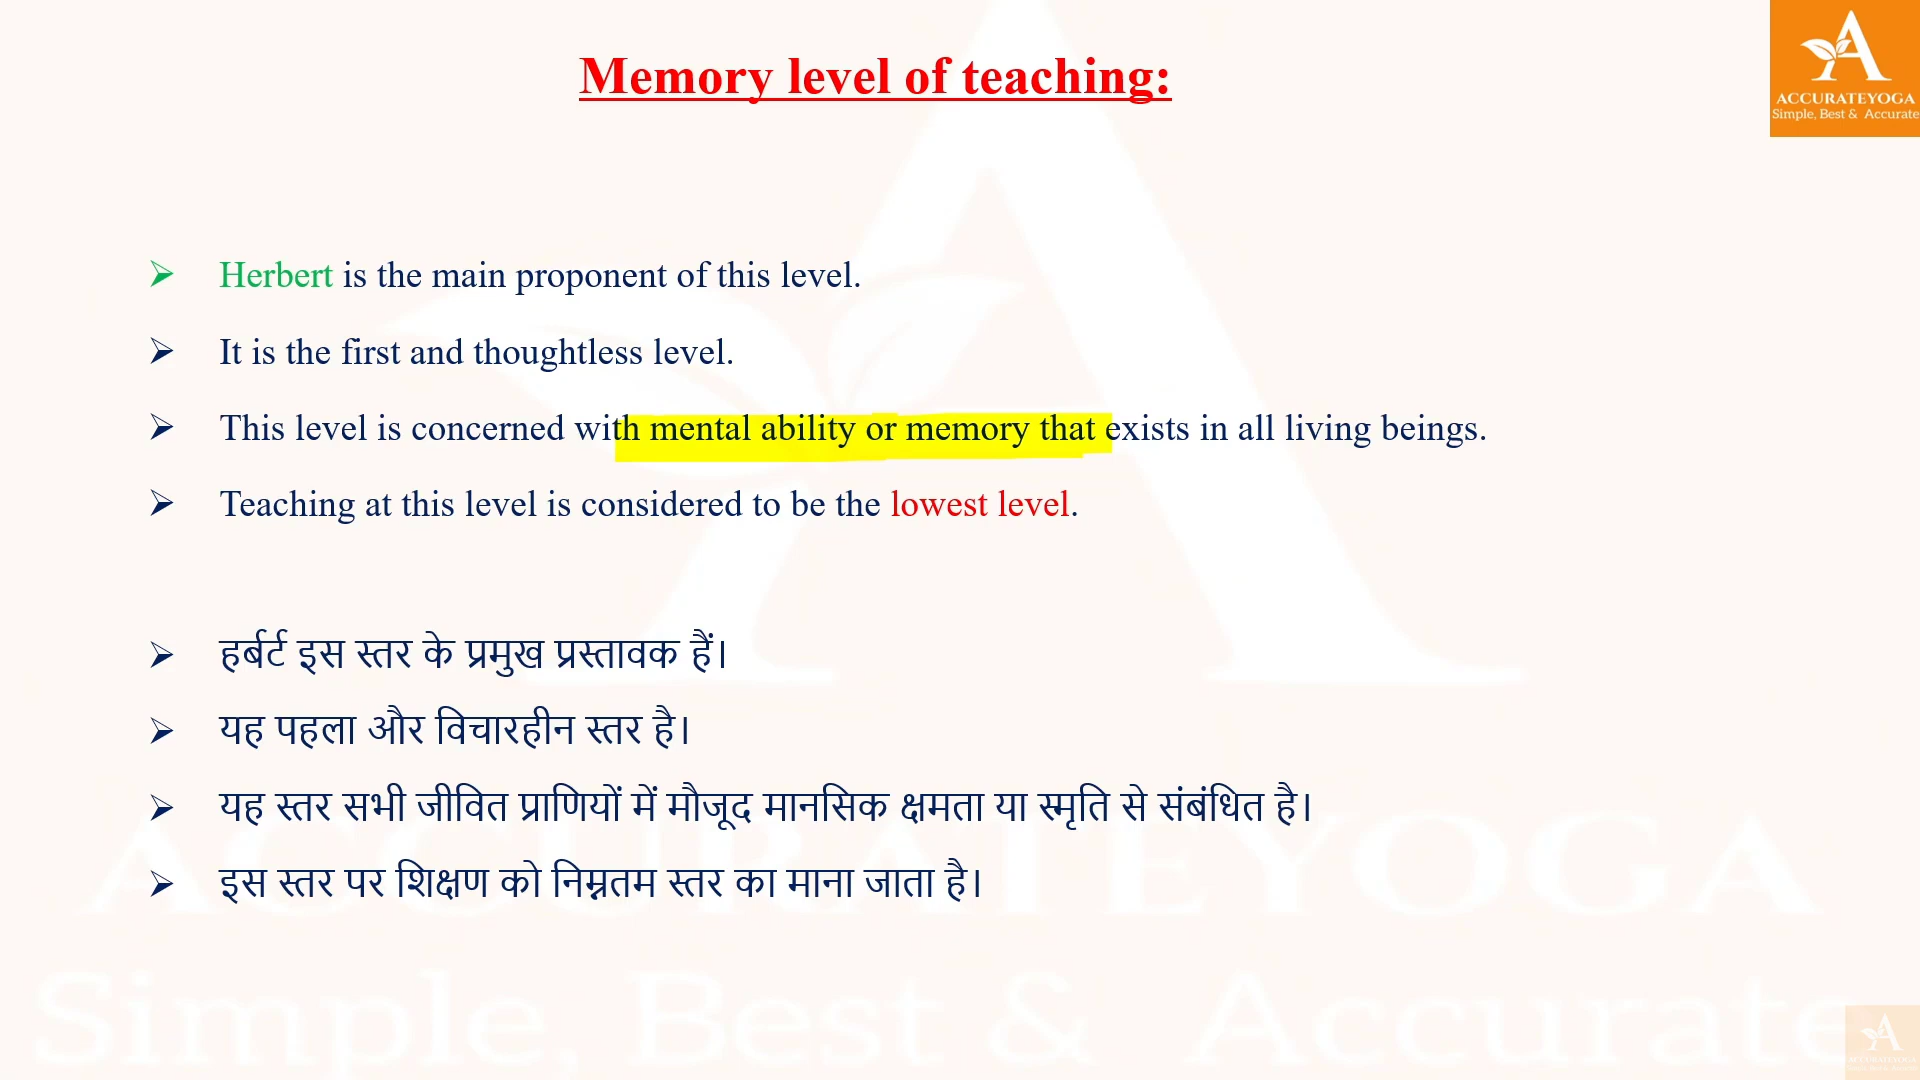 Memory level of teaching:
ACCURATEYOGA
Simple, Best & Accurate
➢ Herbert is the main proponent of this level.
➢ It is the first and thoughtless level.
➢ This level is concerned with mental ability or memory that exists in all living beings.
➢ Teaching at this level is considered to be the lowest level.
➢ हर्बर्ट इस स्तर के प्रमुख प्रस्तावक हैं।
➢ यह पहला और विचारहीन स्तर है।
➢ यह स्तर सभी जीवित प्राणियों में मौजूद मानसिक क्षमता या स्मृति से संबंधित है।
➢ इस स्तर पर शिक्षण को निम्नतम स्तर का माना जाता है।
ACCURATEYOGA
Simple, Best & Accurate